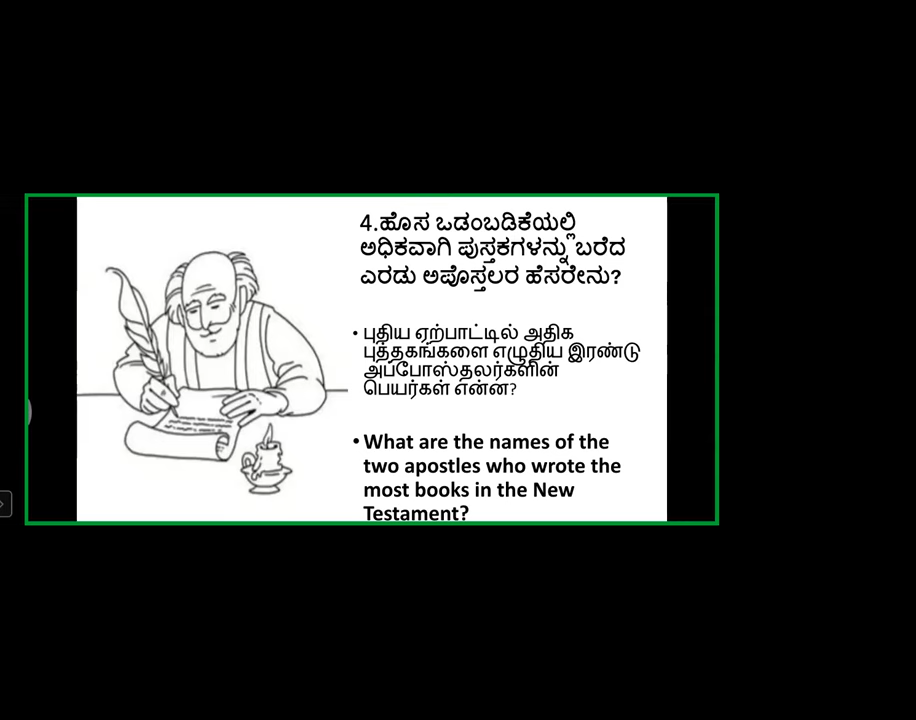 4.ಹೊಸ ಒಡಂಬಡಿಕೆಯಲ್ಲಿ
ಅಧಿಕವಾಗಿ ಪುಸ್ತಕಗಳನ್ನು ಬರೆದ
ಎರಡು ಅಪೊಸ್ತಲರ ಹೆಸರೇನು?
• புதிய ஏற்பாட்டில் அதிக
புத்தகங்களை எழுதிய இரண்டு
அப்போஸ்தலர்களின்
பெயர்கள் என்ன?
• What are the names of the
two apostles who wrote the
most books in the New
Testament?